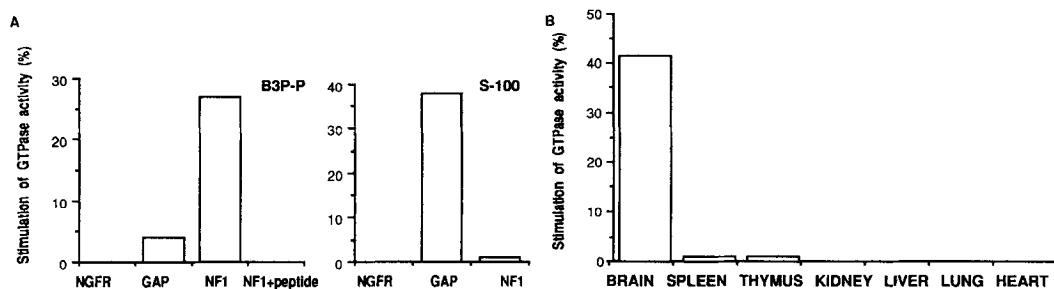 A
Stimulation of GTPase activity (%)
30
20
10
0
B3P-P
NGFR GAP NF1 NF1+peptide
40
30
20
10
0
S-100
NGFR GAP NF1
B
Stimulation of GTPase activity (%)
50
40
30
20
10
0
BRAIN SPLEEN THYMUS KIDNEY LIVER LUNG HEART